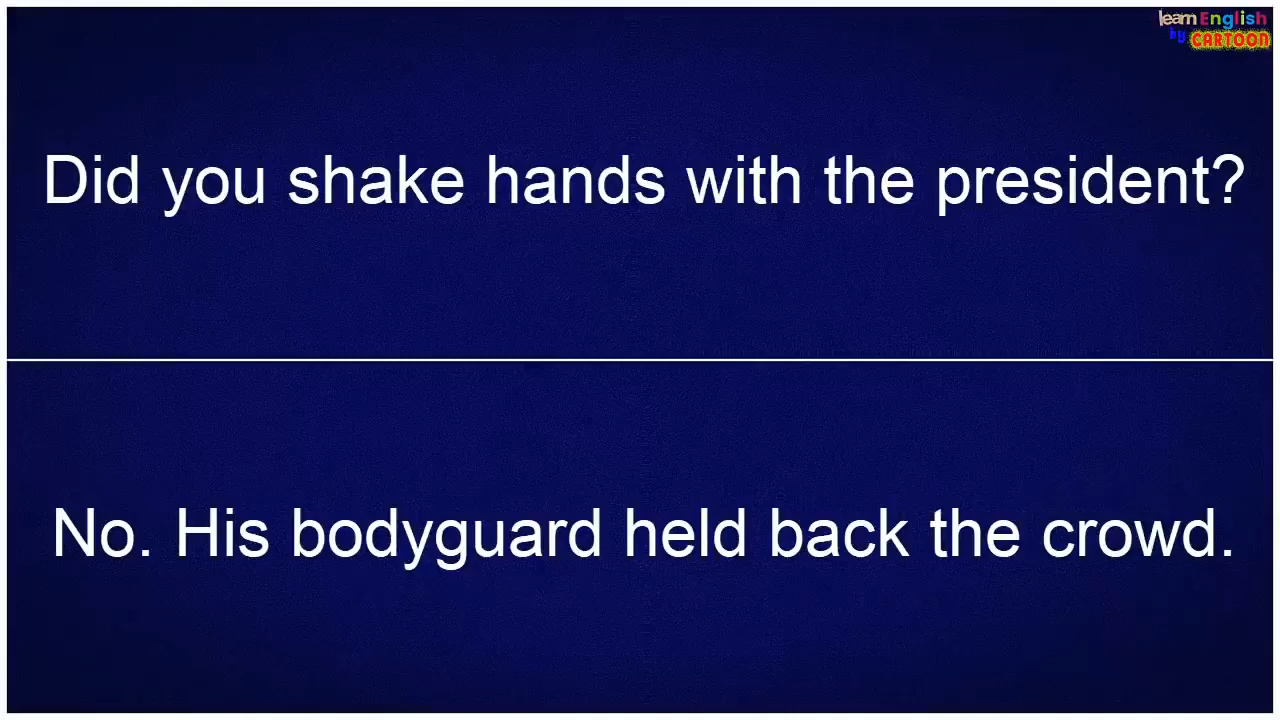 learn English
by CARTOON
Did you shake hands with the president?
No. His bodyguard held back the crowd.